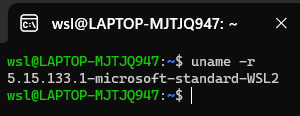 wsl@LAPTOP-MJTJQ947: ~
wsl@LAPTOP-MJTJQ947:~$ uname -r
5.15.133.1-microsoft-standard-WSL2
wsl@LAPTOP-MJTJQ947:~$